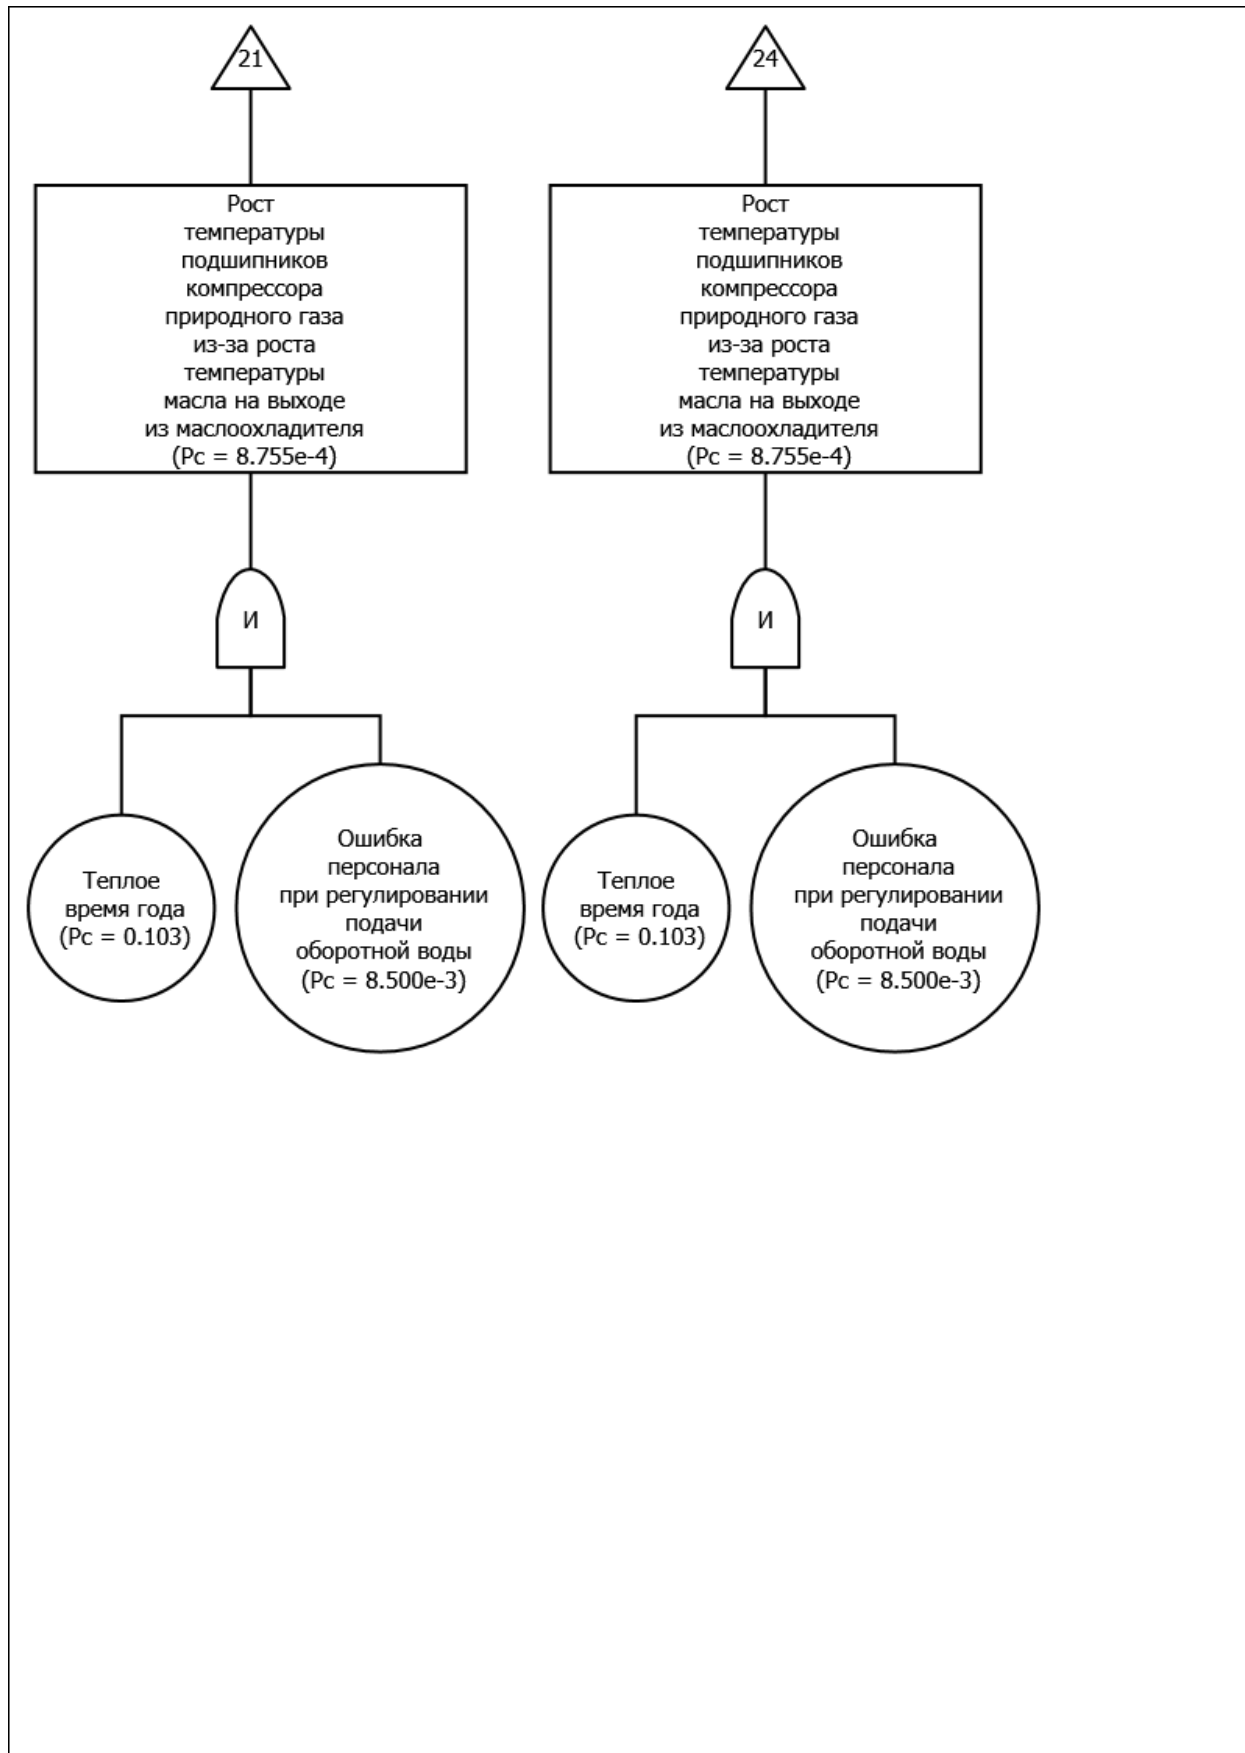 21
Рост
температуры
подшипников
компрессора
природного газа
из-за роста
температуры
масла на выходе
из маслоохладителя
(Pc = 8.755e-4)
И
Теплое
время года
(Pc = 0.103)
Ошибка
персонала
при регулировании
подачи
оборотной воды
(Pc = 8.500e-3)
24
Рост
температуры
подшипников
компрессора
природного газа
из-за роста
температуры
масла на выходе
из маслоохладителя
(Pc = 8.755e-4)
И
Теплое
время года
(Pc = 0.103)
Ошибка
персонала
при регулировании
подачи
оборотной воды
(Pc = 8.500e-3)